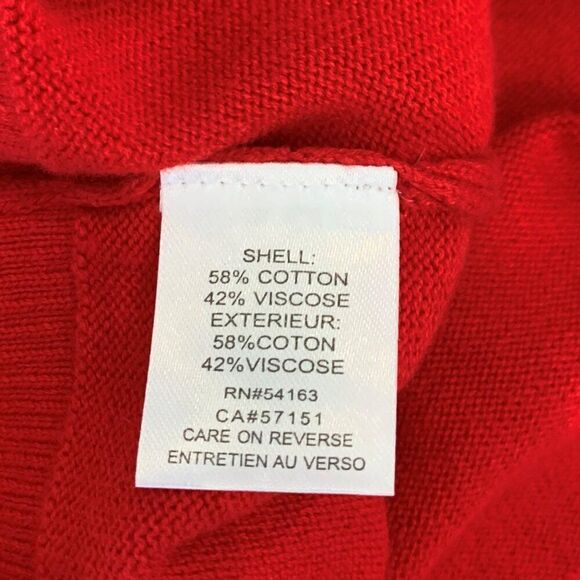 SHELL:
58% COTTON
42% VISCOSE
EXTERIEUR:
58%COTON
42%VISCOSE
RN#54163
CA#57151
CARE ON REVERSE
ENTRETIEN AU VERSO